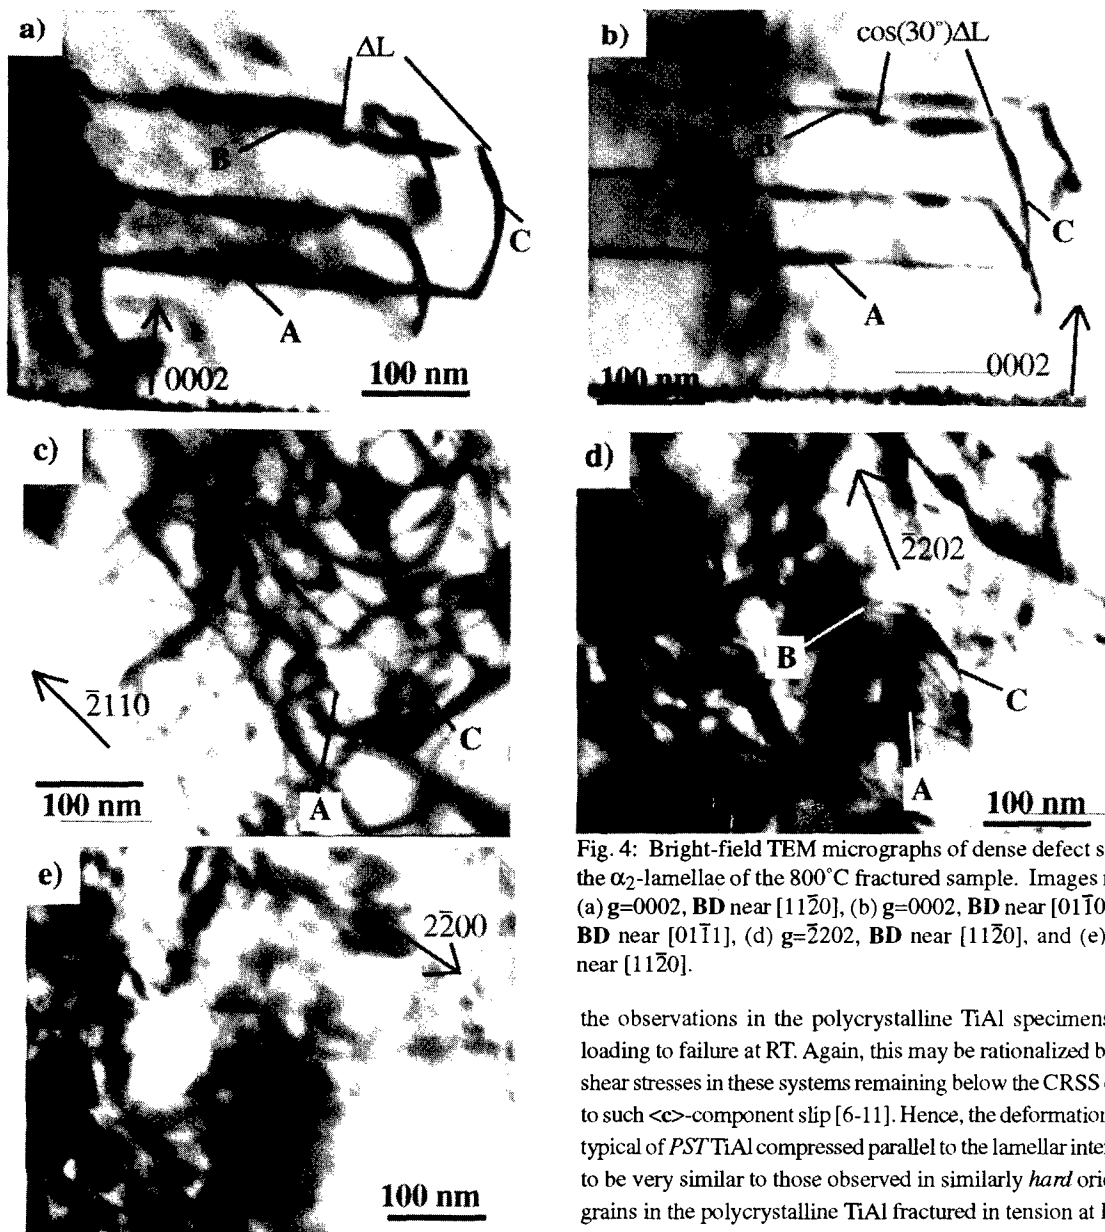 a)
ΔL
B
C
A
0002
100 nm
b)
cos(30°)ΔL
B
C
A
0002
100 nm
c)
2̄110
C
A
100 nm
d)
2̄202
B
C
A
100 nm
e)
22̄00
100 nm
Fig. 4: Bright-field TEM micrographs of dense defect s
the α₂-lamellae of the 800°C fractured sample. Images
(a) g=0002, BD near [112̄0], (b) g=0002, BD near [011̄0
BD near [011̄1], (d) g=2̄202, BD near [112̄0], and (e)
near [112̄0].
the observations in the polycrystalline TiAl specimens
loading to failure at RT. Again, this may be rationalized b
shear stresses in these systems remaining below the CRSS
to such <c>-component slip [6-11]. Hence, the deformation
typical of PST TiAl compressed parallel to the lamellar inte
to be very similar to those observed in similarly hard orie
grains in the polycrystalline TiAl fractured in tension at